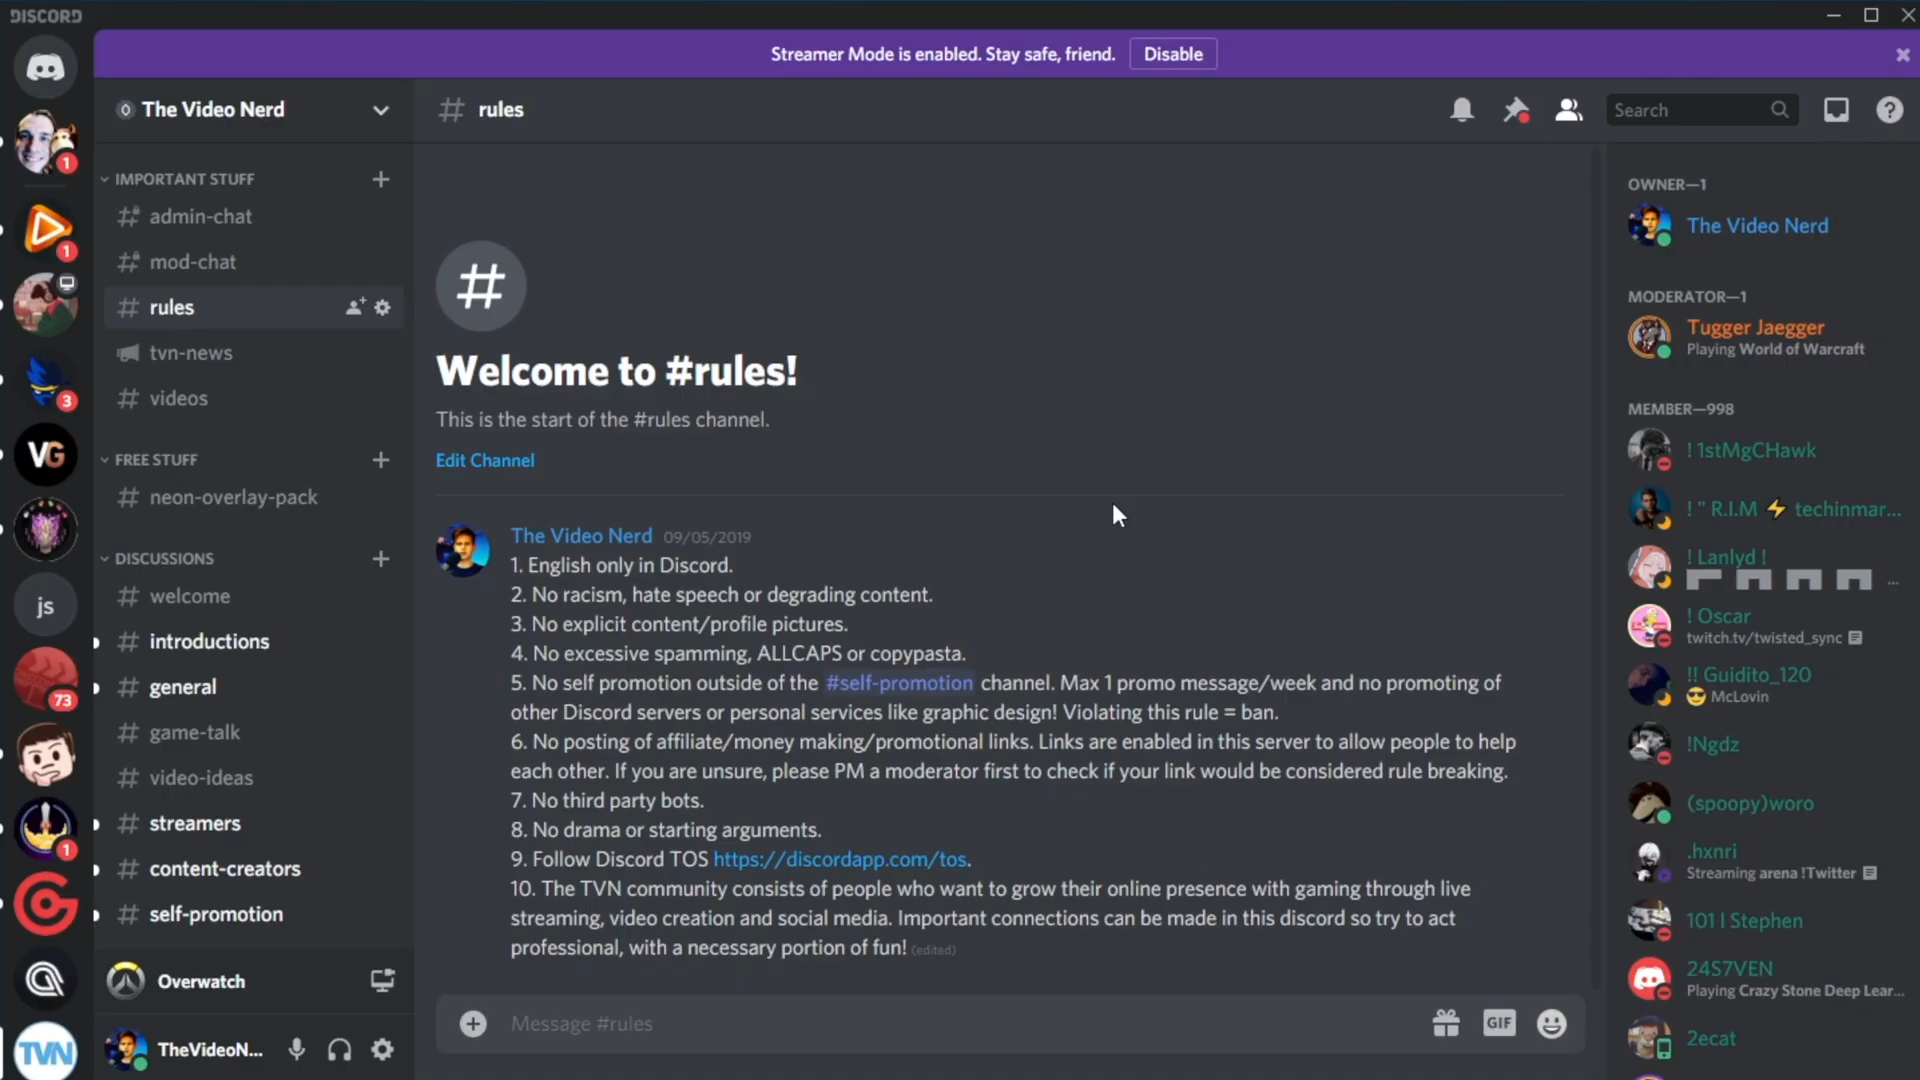 DISCORD
Streamer Mode is enabled. Stay safe, friend.
Disable
The Video Nerd
rules
Search
IMPORTANT STUFF
admin-chat
mod-chat
rules
tvn-news
videos
FREE STUFF
neon-overlay-pack
DISCUSSIONS
welcome
introductions
general
game-talk
video-ideas
streamers
content-creators
self-promotion
Overwatch
TheVideoN...
1
1
3
VG
js
73
1
TVN
Welcome to #rules!
This is the start of the #rules channel.
Edit Channel
The Video Nerd 09/05/2019
1. English only in Discord.
2. No racism, hate speech or degrading content.
3. No explicit content/profile pictures.
4. No excessive spamming, ALLCAPS or copypasta.
5. No self promotion outside of the #self-promotion channel. Max 1 promo message/week and no promoting of
other Discord servers or personal services like graphic design! Violating this rule = ban.
6. No posting of affiliate/money making/promotional links. Links are enabled in this server to allow people to help
each other. If you are unsure, please PM a moderator first to check if your link would be considered rule breaking.
7. No third party bots.
8. No drama or starting arguments.
9. Follow Discord TOS https://discordapp.com/tos.
10. The TVN community consists of people who want to grow their online presence with gaming through live
streaming, video creation and social media. Important connections can be made in this discord so try to act
professional, with a necessary portion of fun! (edited)
Message #rules
GIF
OWNER—1
The Video Nerd
MODERATOR—1
Tugger Jaegger
Playing World of Warcraft
MEMBER—998
! 1stMgCHawk
! " R.I.M ⚡ techinmar...
! Lanlyd !
...
! Oscar
twitch.tv/twisted_sync
!! Guidito_120
😎 McLovin
!Ngdz
(spoopy)woro
.hxnri
Streaming arena !Twitter
101 l Stephen
24S7VEN
Playing Crazy Stone Deep Lear...
2ecat